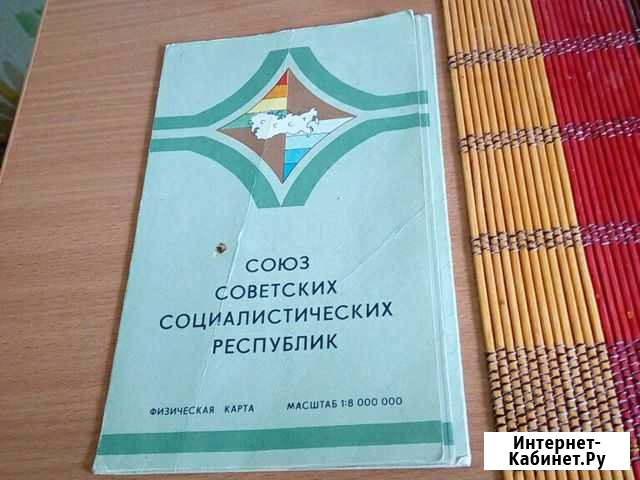 СОЮЗ
СОВЕТСКИХ
СОЦИАЛИСТИЧЕСКИХ
РЕСПУБЛИК
ФИЗИЧЕСКАЯ КАРТА МАСШТАБ 1:8 000 000
Интернет-
Кабинет.Ру